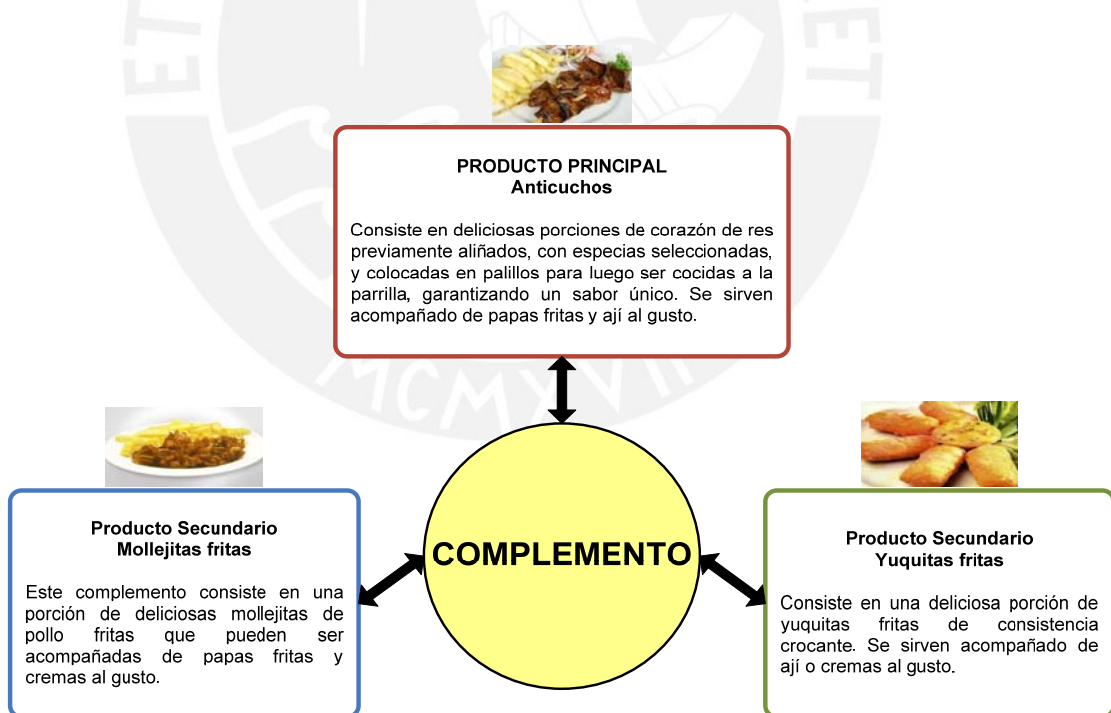 ET
ET
MCMXVII
PRODUCTO PRINCIPAL
Anticuchos
Consiste en deliciosas porciones de corazón de res
previamente aliñados, con especias seleccionadas,
y colocadas en palillos para luego ser cocidas a la
parrilla, garantizando un sabor único. Se sirven
acompañado de papas fritas y ají al gusto.
COMPLEMENTO
Producto Secundario
Mollejitas fritas
Este complemento consiste en una
porción de deliciosas mollejitas de
pollo fritas que pueden ser
acompañadas de papas fritas y
cremas al gusto.
Producto Secundario
Yuquitas fritas
Consiste en una deliciosa porción de
yuquitas fritas de consistencia
crocante. Se sirven acompañado de
ají o cremas al gusto.